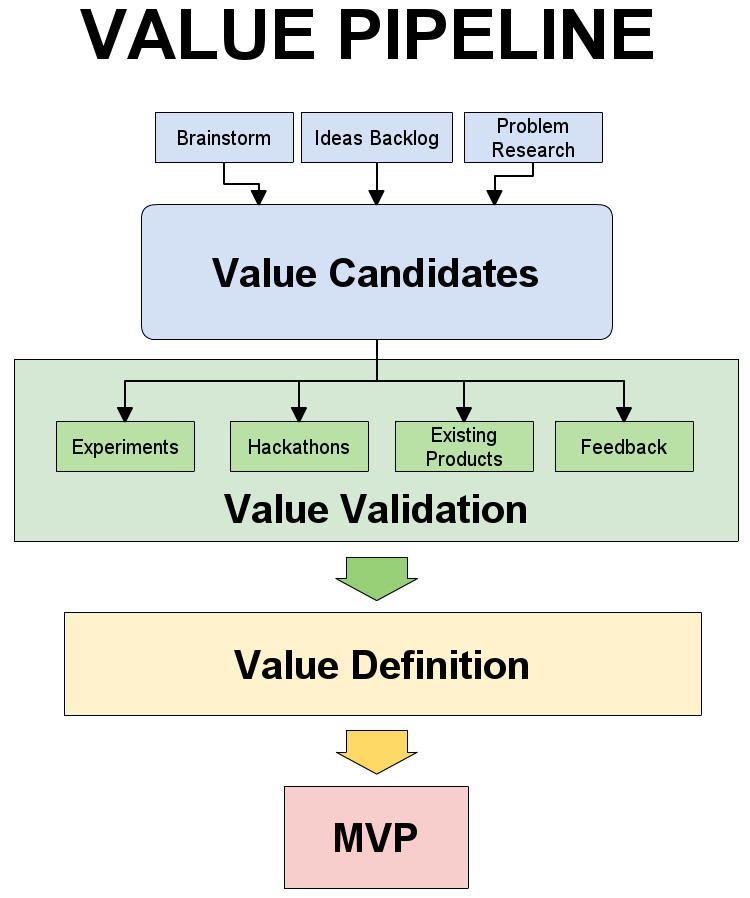 VALUE PIPELINE
Brainstorm
Ideas Backlog
Problem
Research
Value Candidates
Experiments
Hackathons
Existing
Products
Feedback
Value Validation
Value Definition
MVP